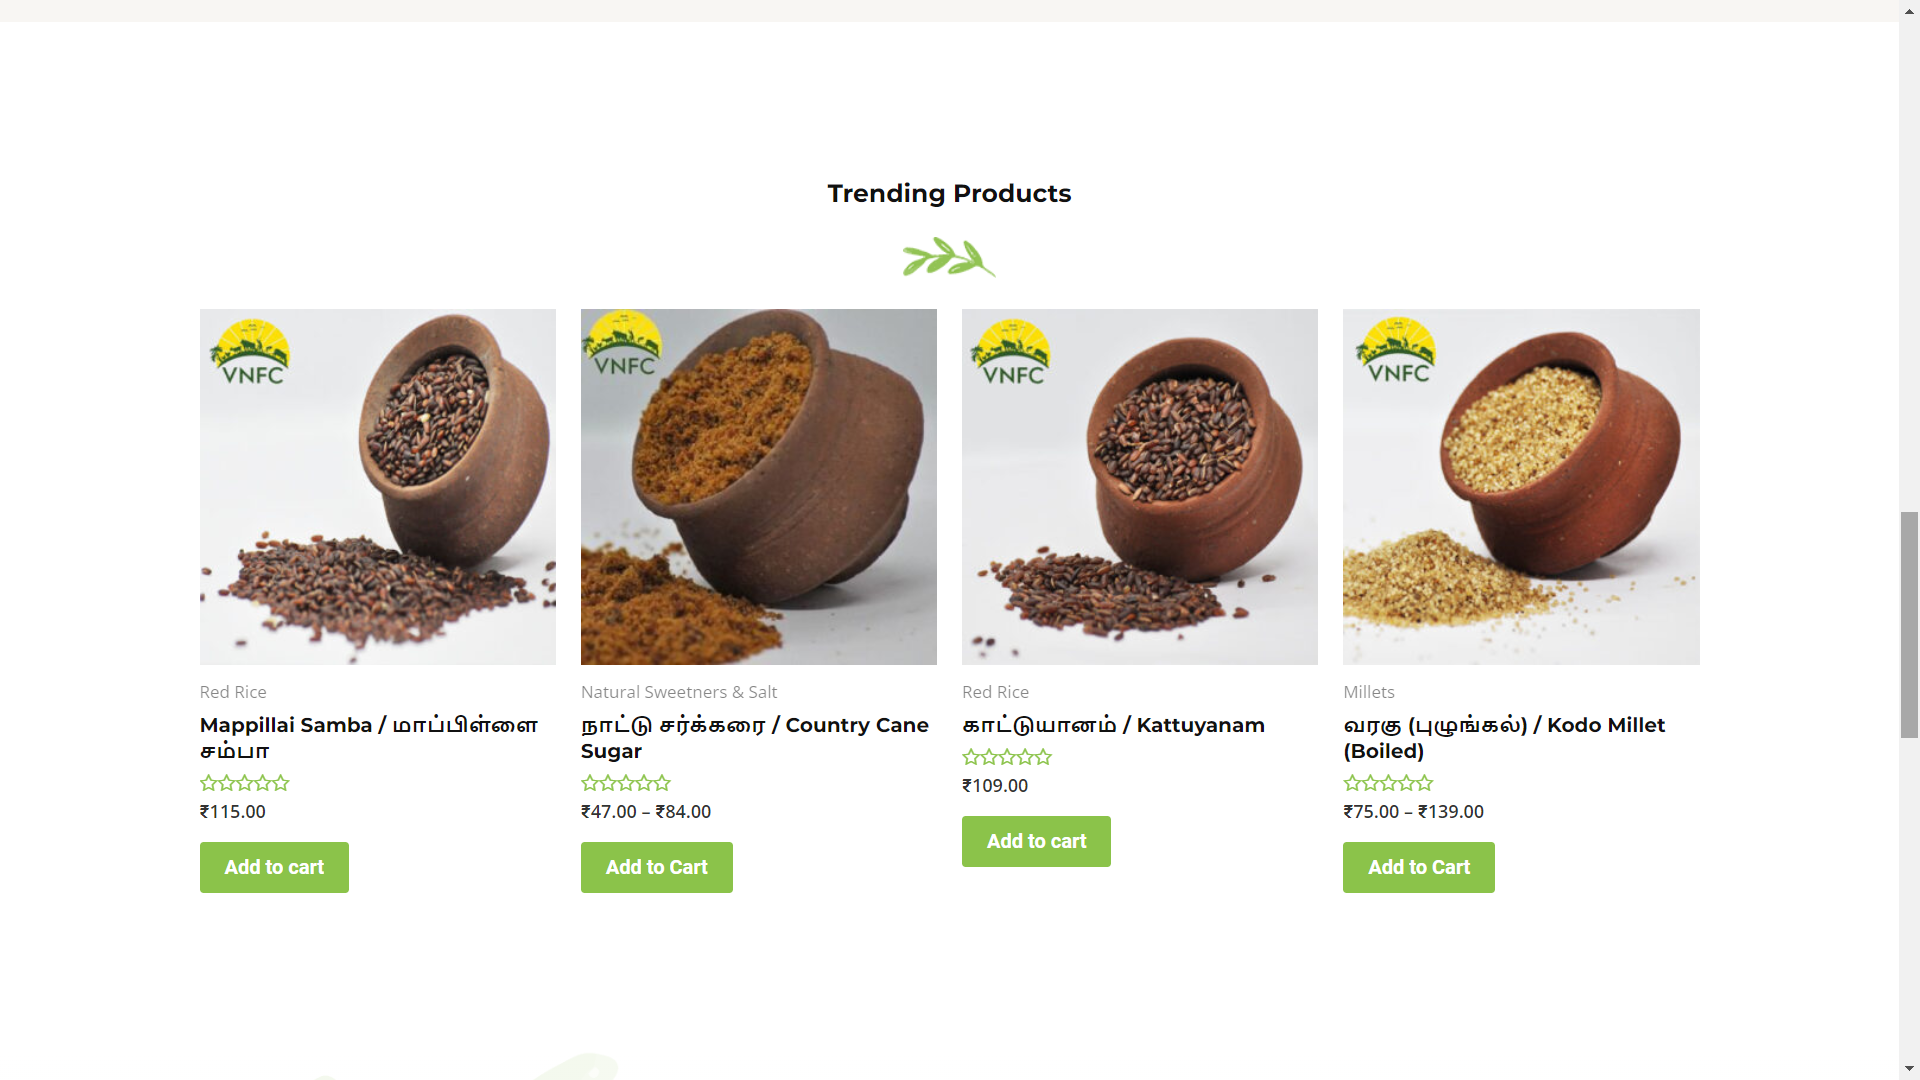 Trending Products
VNFC
VNFC
VNFC
VNFC
Red Rice
Mappillai Samba / மாப்பிள்ளை
சம்பா
₹115.00
Add to cart
Natural Sweetners & Salt
நாட்டு சர்க்கரை / Country Cane
Sugar
₹47.00 – ₹84.00
Add to Cart
Red Rice
காட்டுயானம் / Kattuyanam
₹109.00
Add to cart
Millets
வரகு (புழுங்கல்) / Kodo Millet
(Boiled)
₹75.00 – ₹139.00
Add to Cart